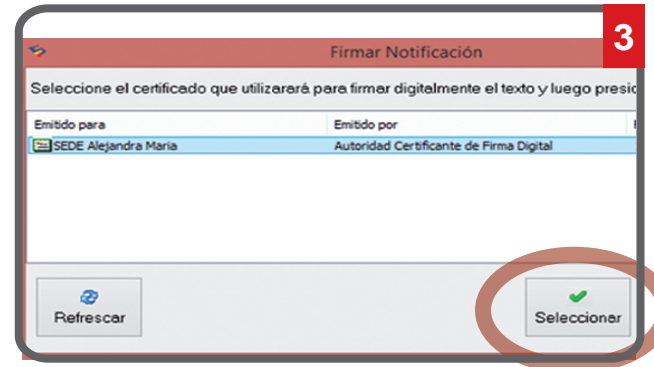 3
Firmar Notificación
Seleccione el certificado que utilizarará para firmar digitalmente el texto y luego
Emitido para Emitido por
SEDE Alejandra Maria Autoridad Certificante de Firma Digital
Refrescar Seleccionar